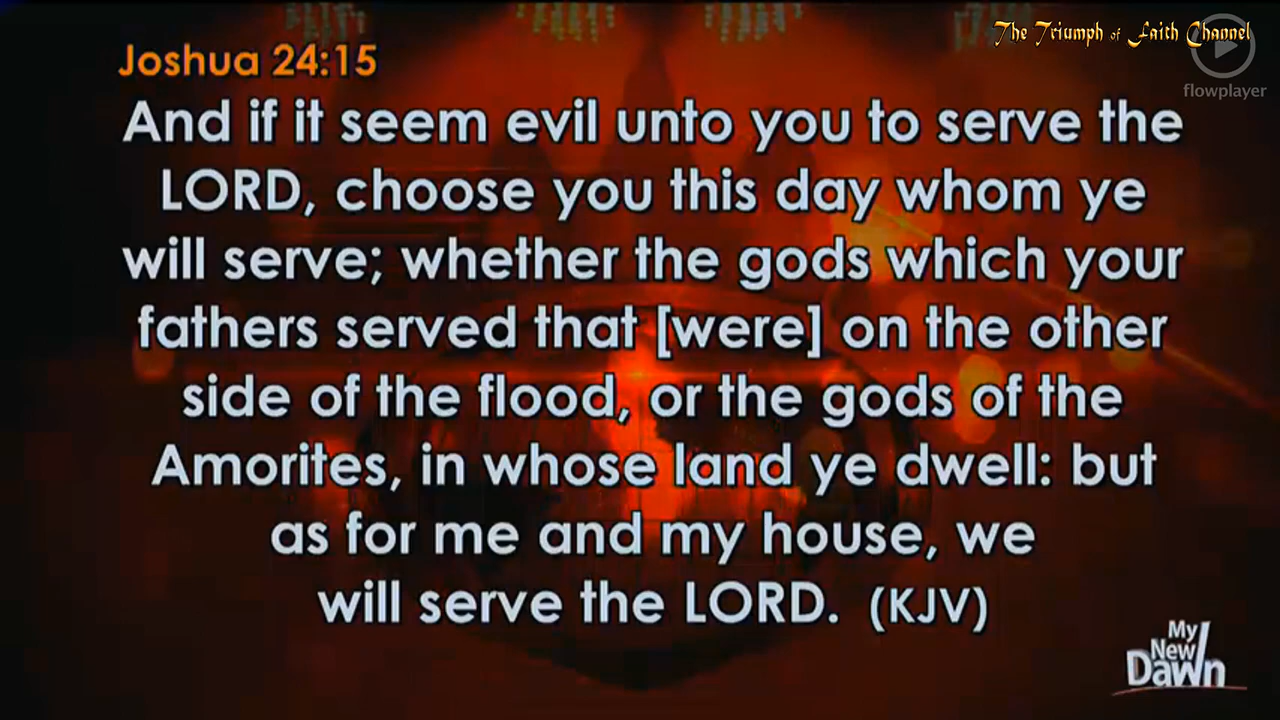 The Triumph of Faith Channel
flowplayer
Joshua 24:15
And if it seem evil unto you to serve the
LORD, choose you this day whom ye
will serve; whether the gods which your
fathers served that [were] on the other
side of the flood, or the gods of the
Amorites, in whose land ye dwell: but
as for me and my house, we
will serve the LORD. (KJV)
My
New
Dawn